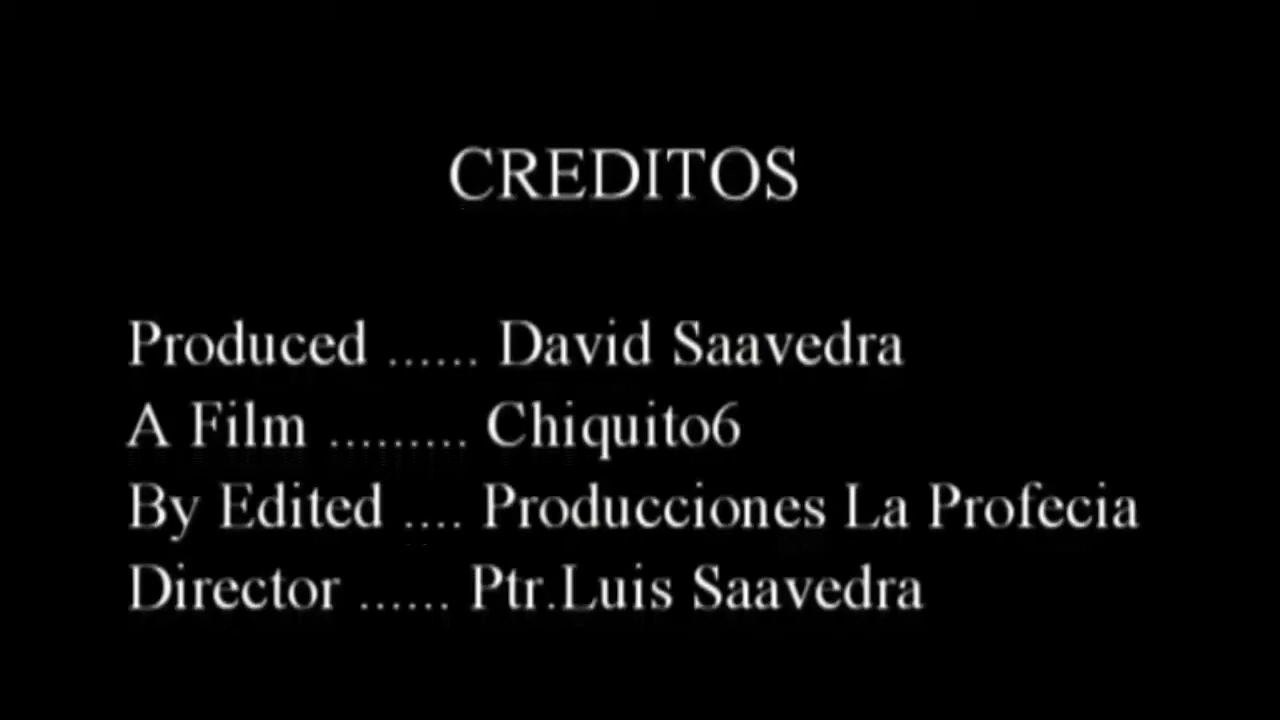 CREDITOS
Produced ...... David Saavedra
A Film ......... Chiquito6
By Edited .... Producciones La Profecia
Director ...... Ptr.Luis Saavedra